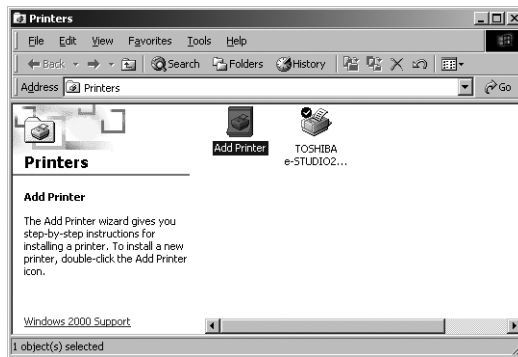 Printers
File Edit View Favorites Tools Help
Back Search Folders History
Address Printers Go
Printers
Add Printer
The Add Printer wizard gives you
step-by-step instructions for
installing a printer. To install a new
printer, double-click the Add Printer
icon.
Windows 2000 Support
Add Printer
TOSHIBA
e-STUDIO2...
1 object(s) selected